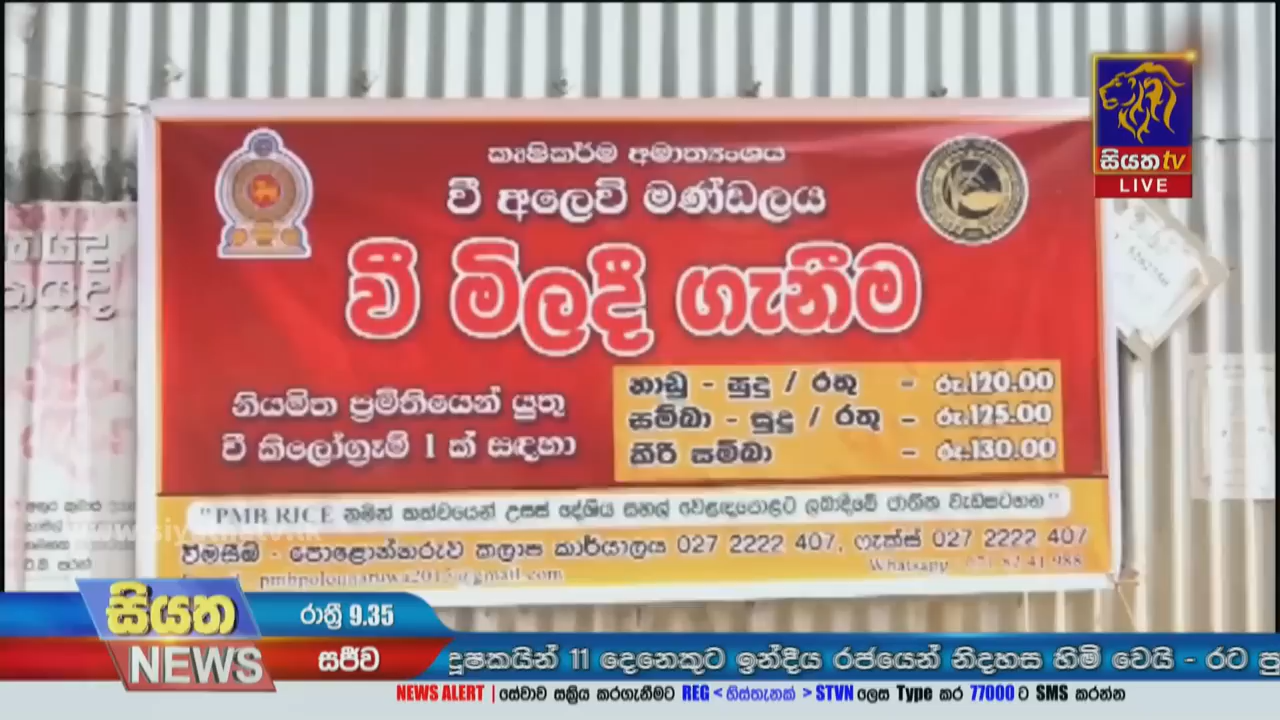 සියත tv
LIVE
කෘෂිකර්ම අමාත්‍යංශය
වී අලෙවි මණ්ඩලය
වී මිලදී ගැනීම
නියමිත ප්‍රමිතියෙන් යුතු
වී කිලෝග්‍රෑම් 1 ක් සඳහා
නාඩු - සුදු / රතු - රු.120.00
සම්බා - සුදු / රතු - රු.125.00
කීරි සම්බා - රු.130.00
"PMB RICE නමින් තත්වයෙන් උසස් දේශීය සහල් වෙළඳපොළට ලබාදීමේ ජාතික වැඩසටහන"
වීමසීම් - පොළොන්නරුව කලාප කාර්යාලය 027 2222 407, ෆැක්ස් 027 2222 407
Whatsapp
සියත
NEWS
රාත්‍රී 9.35
සජීව
දූෂකයින් 11 දෙනෙකුට ඉන්දීය රජයෙන් නිදහස හිමි වෙයි - රට පු
NEWS ALERT | සේවාව සක්‍රිය කරගැනීමට REG < හිස්තැනක් > STVN ලෙස Type කර 77000 ට SMS කරන්න